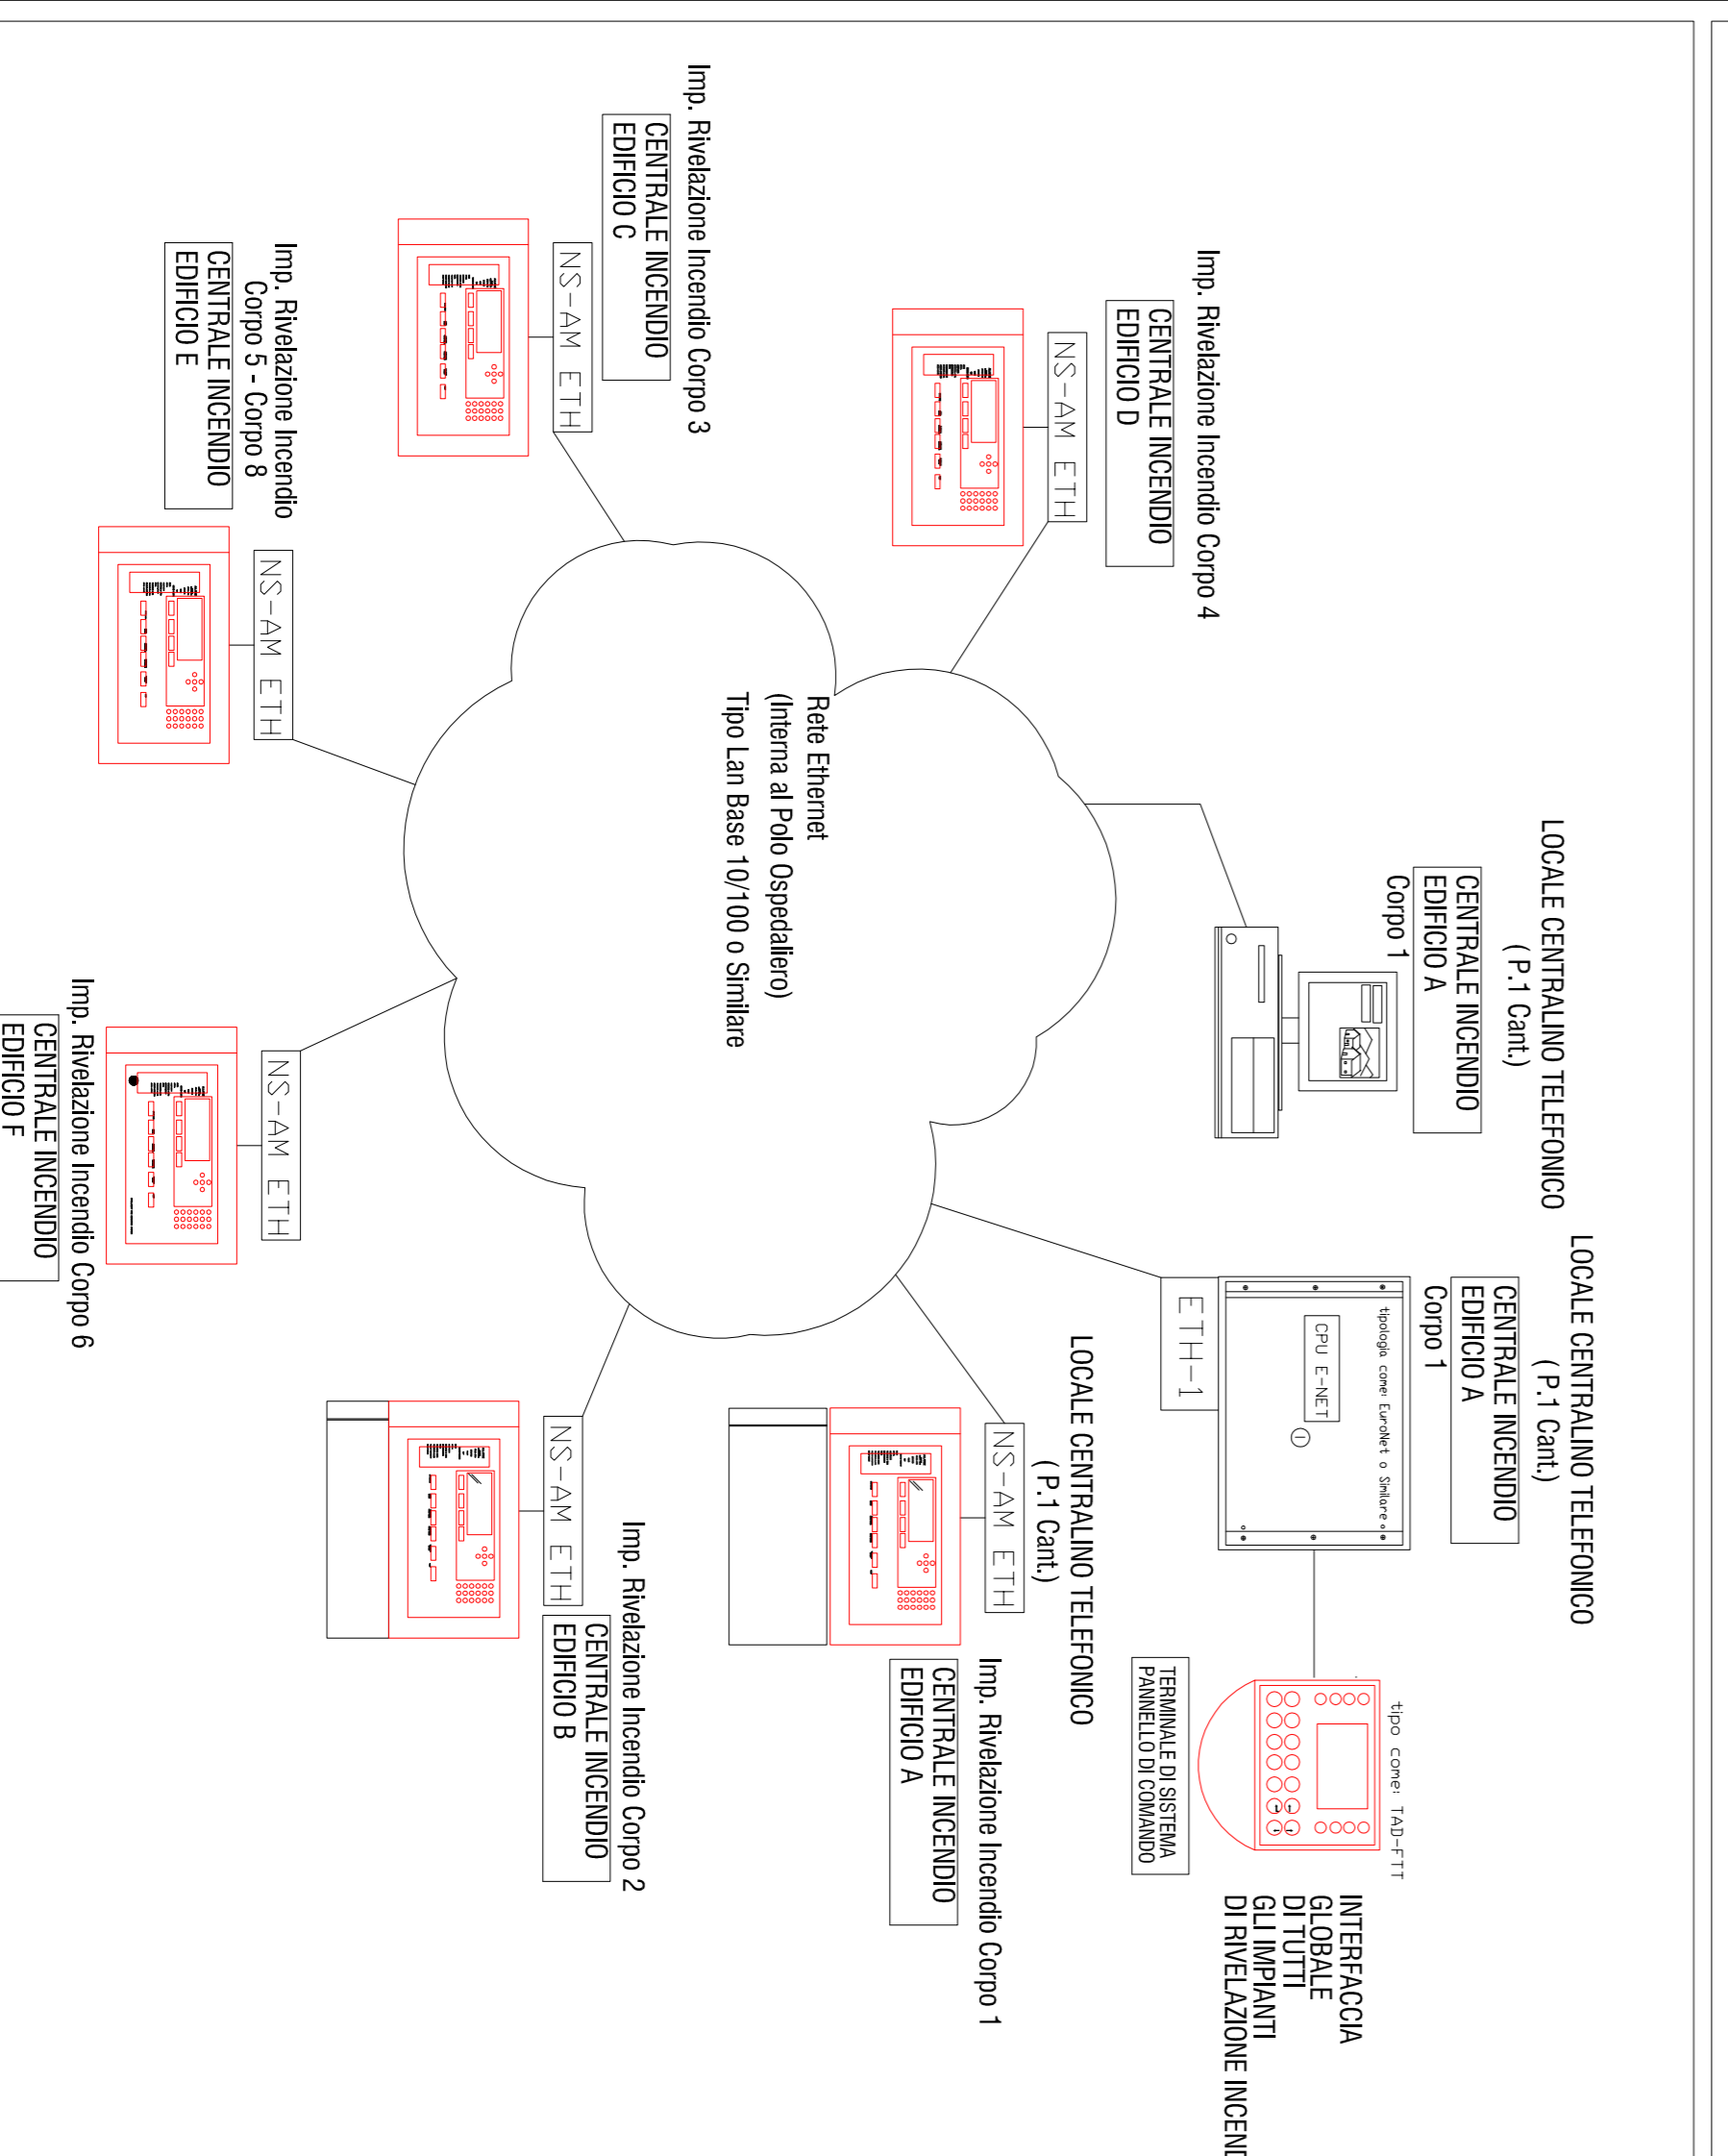 LOCALE CENTRALINO TELEFONICO
( P.1 Cant.)
CENTRALE INCENDIO
EDIFICIO A
Corpo 1
LOCALE CENTRALINO TELEFONICO
( P.1 Cant.)
CENTRALE INCENDIO
EDIFICIO A
Corpo 1
tipologia come: EuroNet o Similare
CPU E-NET
ETH-1
tipo come: TAD-FTT
TERMINALE DI SISTEMA
PANNELLO DI COMANDO
INTERFACCIA
GLOBALE
DI TUTTI
GLI IMPIANTI
DI RIVELAZIONE INCEND
Imp. Rivelazione Incendio Corpo 4
CENTRALE INCENDIO
EDIFICIO D
NS-AM ETH
LOCALE CENTRALINO TELEFONICO
( P.1 Cant.)
NS-AM ETH
Imp. Rivelazione Incendio Corpo 1
CENTRALE INCENDIO
EDIFICIO A
Rete Ethernet
(Interna al Polo Ospedaliero)
Tipo Lan Base 10/100 o Similare
Imp. Rivelazione Incendio Corpo 3
CENTRALE INCENDIO
EDIFICIO C
NS-AM ETH
Imp. Rivelazione Incendio Corpo 2
CENTRALE INCENDIO
EDIFICIO B
NS-AM ETH
Imp. Rivelazione Incendio
Corpo 5 - Corpo 8
CENTRALE INCENDIO
EDIFICIO E
NS-AM ETH
NS-AM ETH
Imp. Rivelazione Incendio Corpo 6
CENTRALE INCENDIO
EDIFICIO F